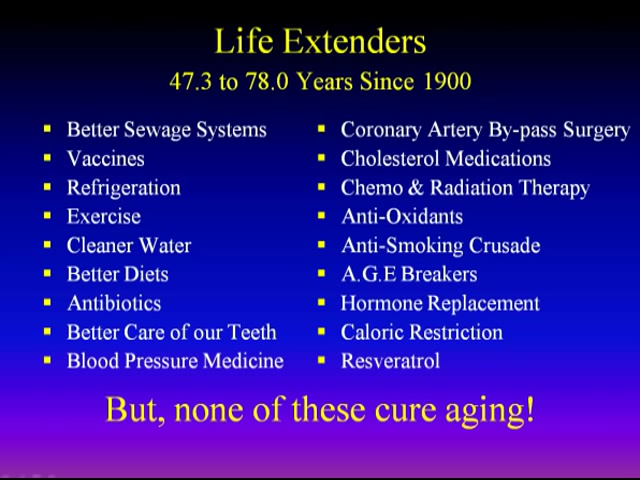 Life Extenders
47.3 to 78.0 Years Since 1900
Better Sewage Systems
Vaccines
Refrigeration
Exercise
Cleaner Water
Better Diets
Antibiotics
Better Care of our Teeth
Blood Pressure Medicine
Coronary Artery By-pass Surgery
Cholesterol Medications
Chemo & Radiation Therapy
Anti-Oxidants
Anti-Smoking Crusade
A.G.E Breakers
Hormone Replacement
Caloric Restriction
Resveratrol
But, none of these cure aging!